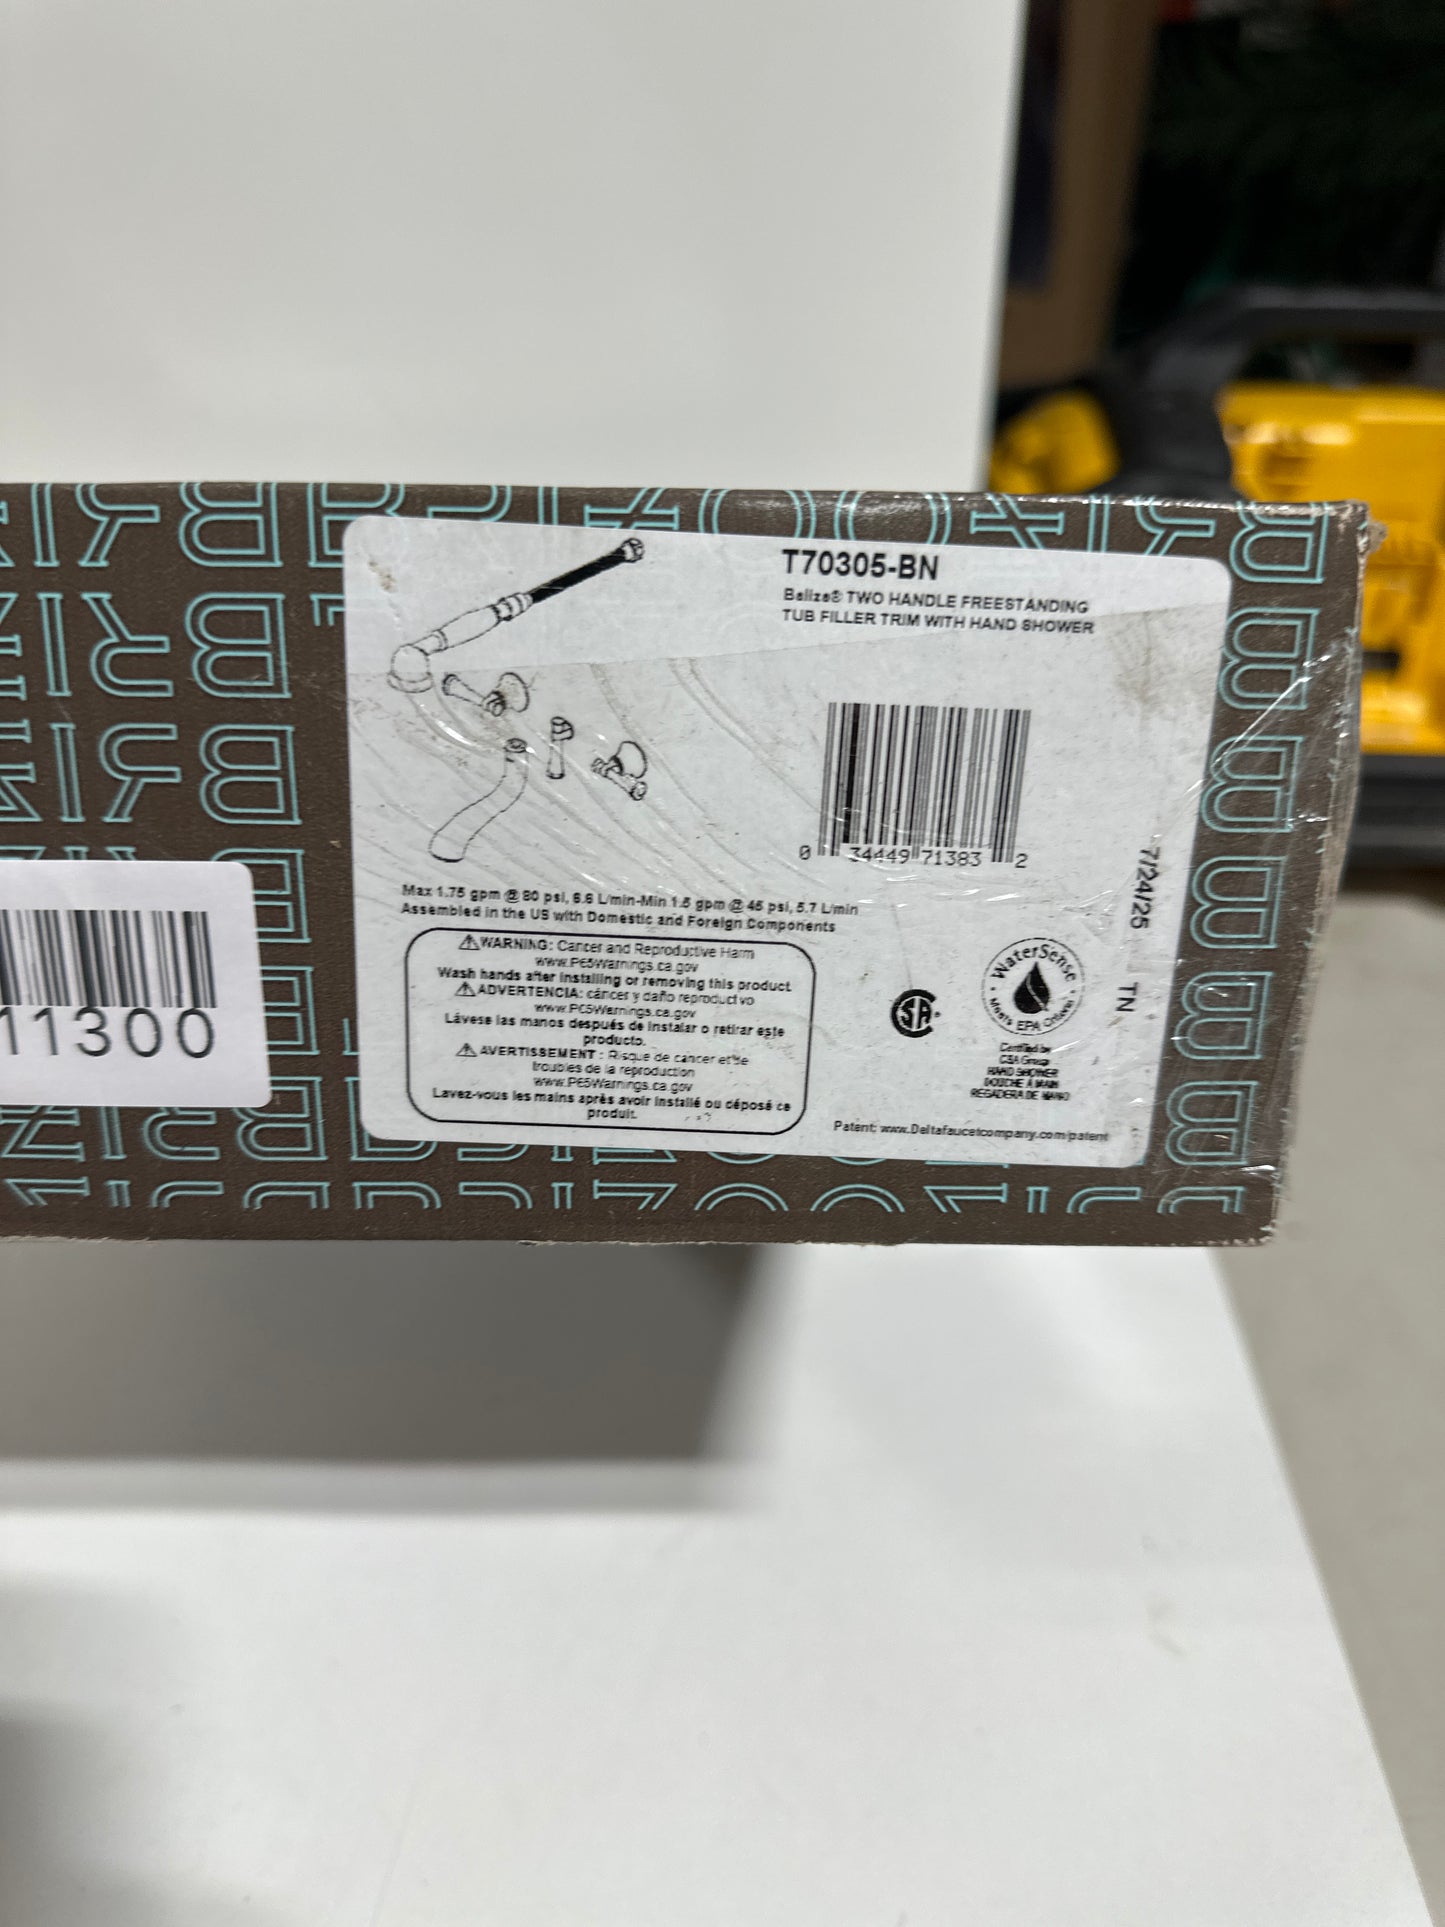 T70305-BN
Belize® TWO HANDLE FREESTANDING
TUB FILLER TRIM WITH HAND SHOWER
0 34449 71383 2
7/24/25 TN
Max 1.75 gpm @ 80 psi, 6.6 L/min-Min 1.5 gpm @ 45 psi, 5.7 L/min
Assembled in the US with Domestic and Foreign Components
⚠WARNING: Cancer and Reproductive Harm
www.P65Warnings.ca.gov
Wash hands after installing or removing this product
⚠ADVERTENCIA: cáncer y daño reproductivo
www.P65Warnings.ca.gov
Lávese las manos después de instalar o retirar este
producto.
⚠AVERTISSEMENT : Risque de cancer et de
troubles de la reproduction
www.P65Warnings.ca.gov
Lavez-vous les mains après avoir installé ou déposé ce
produit.
SA
WaterSense
Meets EPA Criteria
Certified by
CSA Group
HAND SHOWER
DOUCHE À MAIN
REGADERA DE MANO
Patent: www.Deltafaucetcompany.com/patent
11300